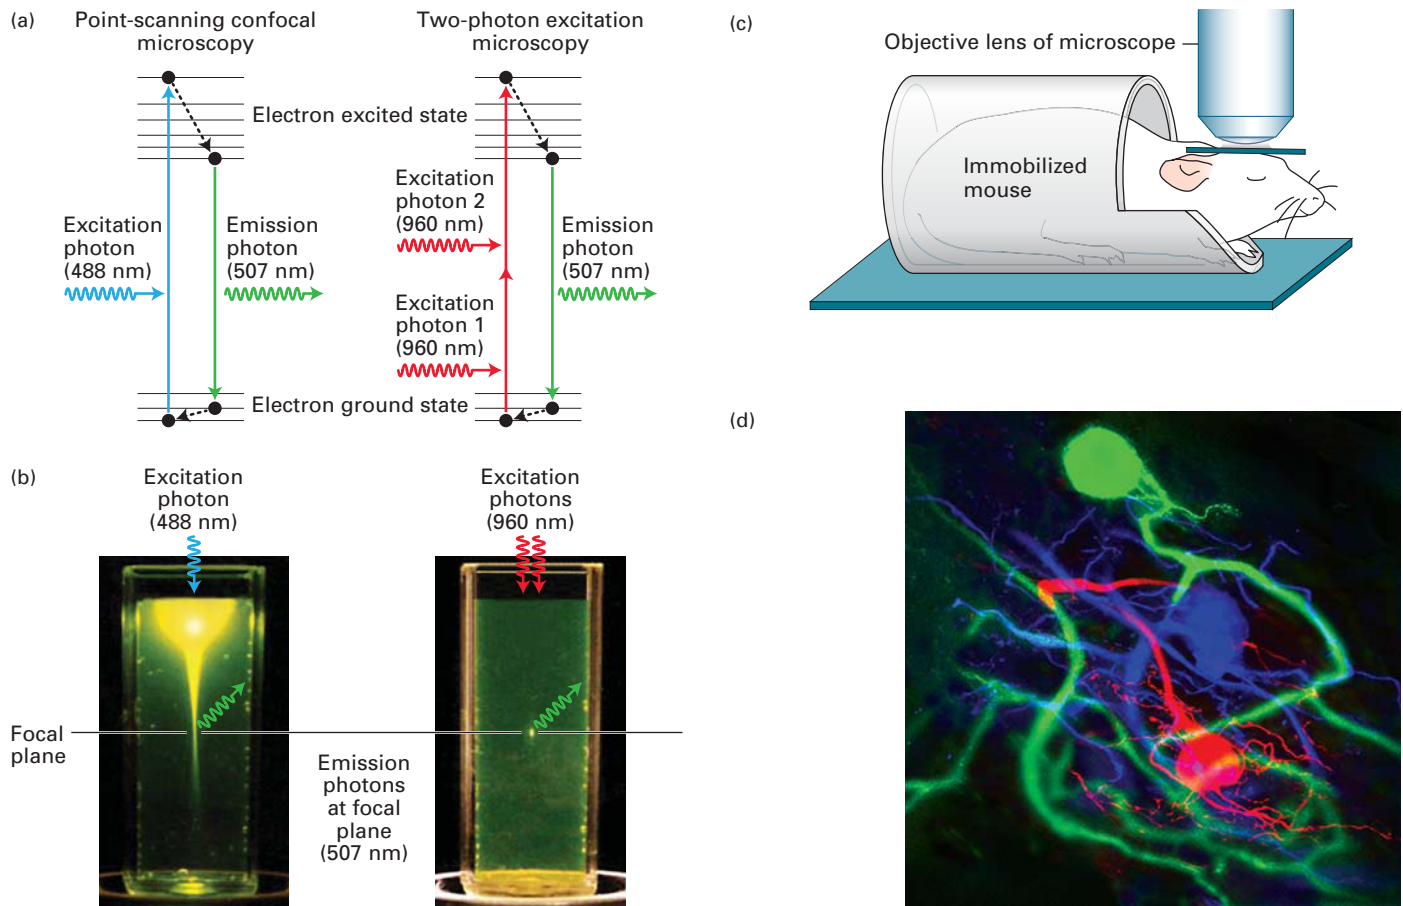 (a)
Point-scanning confocal
microscopy
Two-photon excitation
microscopy
Electron excited state
Excitation
photon
(488 nm)
Emission
photon
(507 nm)
Excitation
photon 2
(960 nm)
Excitation
photon 1
(960 nm)
Emission
photon
(507 nm)
Electron ground state
(b)
Excitation
photon
(488 nm)
Excitation
photons
(960 nm)
Focal
plane
Emission
photons
at focal
plane
(507 nm)
(c)
Objective lens of microscope
Immobilized
mouse
(d)